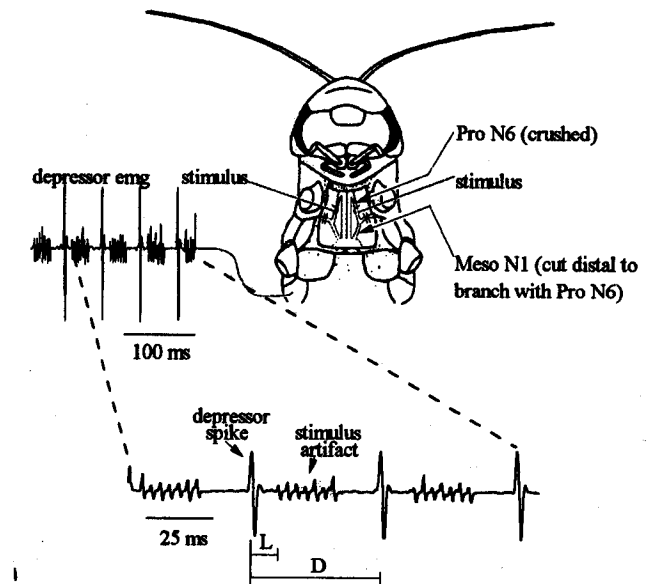 Pro N6 (crushed)
depressor emg
stimulus
stimulus
Meso N1 (cut distal to
branch with Pro N6)
100 ms
depressor
spike
stimulus
artifact
25 ms
L
D